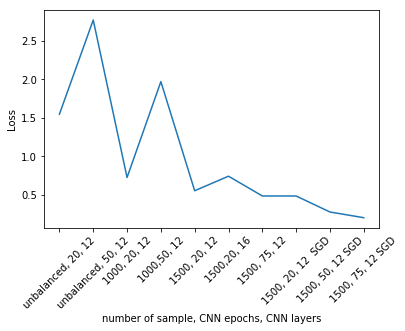 2.5
2.0
1.5
1.0
0.5
Loss
unbalanced, 20, 12
unbalanced, 50, 12
1000, 20, 12
1000,50, 12
1500, 20, 12
1500,20, 16
1500, 75, 12
1500, 20, 12 SGD
1500, 50, 12 SGD
1500, 75, 12 SGD
number of sample, CNN epochs, CNN layers